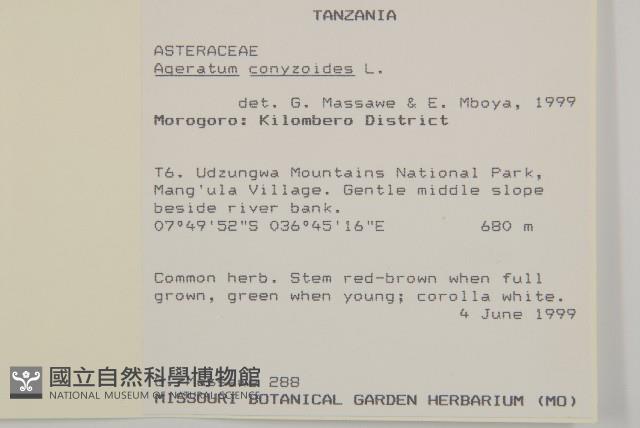 TANZANIA
ASTERACEAE
Ageratum conyzoides L.
det. G. Massawe & E. Mboya, 1999
Morogoro: Kilombero District
T6. Udzungwa Mountains National Park,
Mang'ula Village. Gentle middle slope
beside river bank.
07°49'52"S 036°45'16"E 680 m
Common herb. Stem red-brown when full
grown, green when young; corolla white.
4 June 1999
288
MISSOURI BOTANICAL GARDEN HERBARIUM (MO)
國立自然科學博物館
NATIONAL MUSEUM OF NATURAL SCIENCE